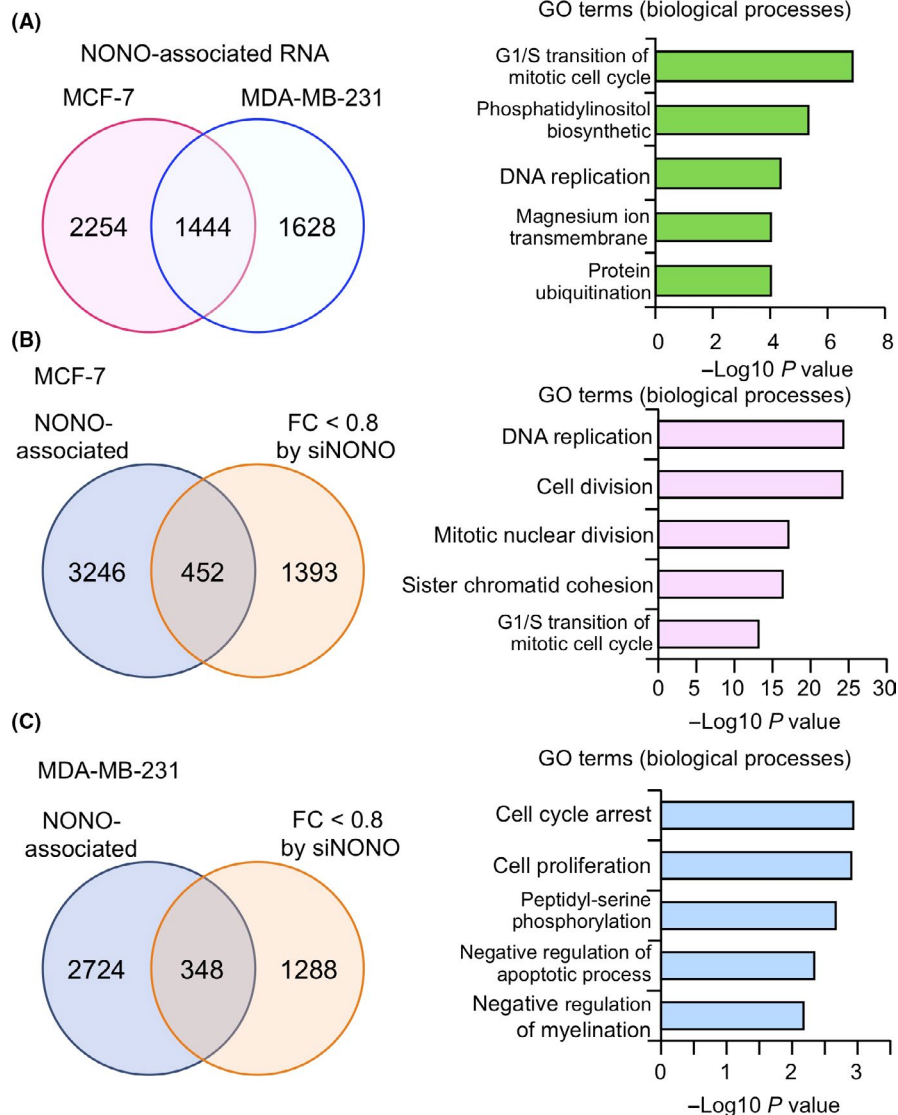 (A)
NONO-associated RNA
MCF-7
MDA-MB-231
2254
1444
1628
GO terms (biological processes)
G1/S transition of
mitotic cell cycle
Phosphatidylinositol
biosynthetic
DNA replication
Magnesium ion
transmembrane
Protein
ubiquitination
0 2 4 6 8
–Log10 P value
(B)
MCF-7
NONO-
associated
FC < 0.8
by siNONO
3246
452
1393
GO terms (biological processes)
DNA replication
Cell division
Mitotic nuclear division
Sister chromatid cohesion
G1/S transition of
mitotic cell cycle
0 5 10 15 20 25 30
–Log10 P value
(C)
MDA-MB-231
NONO-
associated
FC < 0.8
by siNONO
2724
348
1288
GO terms (biological processes)
Cell cycle arrest
Cell proliferation
Peptidyl-serine
phosphorylation
Negative regulation of
apoptotic process
Negative regulation
of myelination
0 1 2 3
–Log10 P value